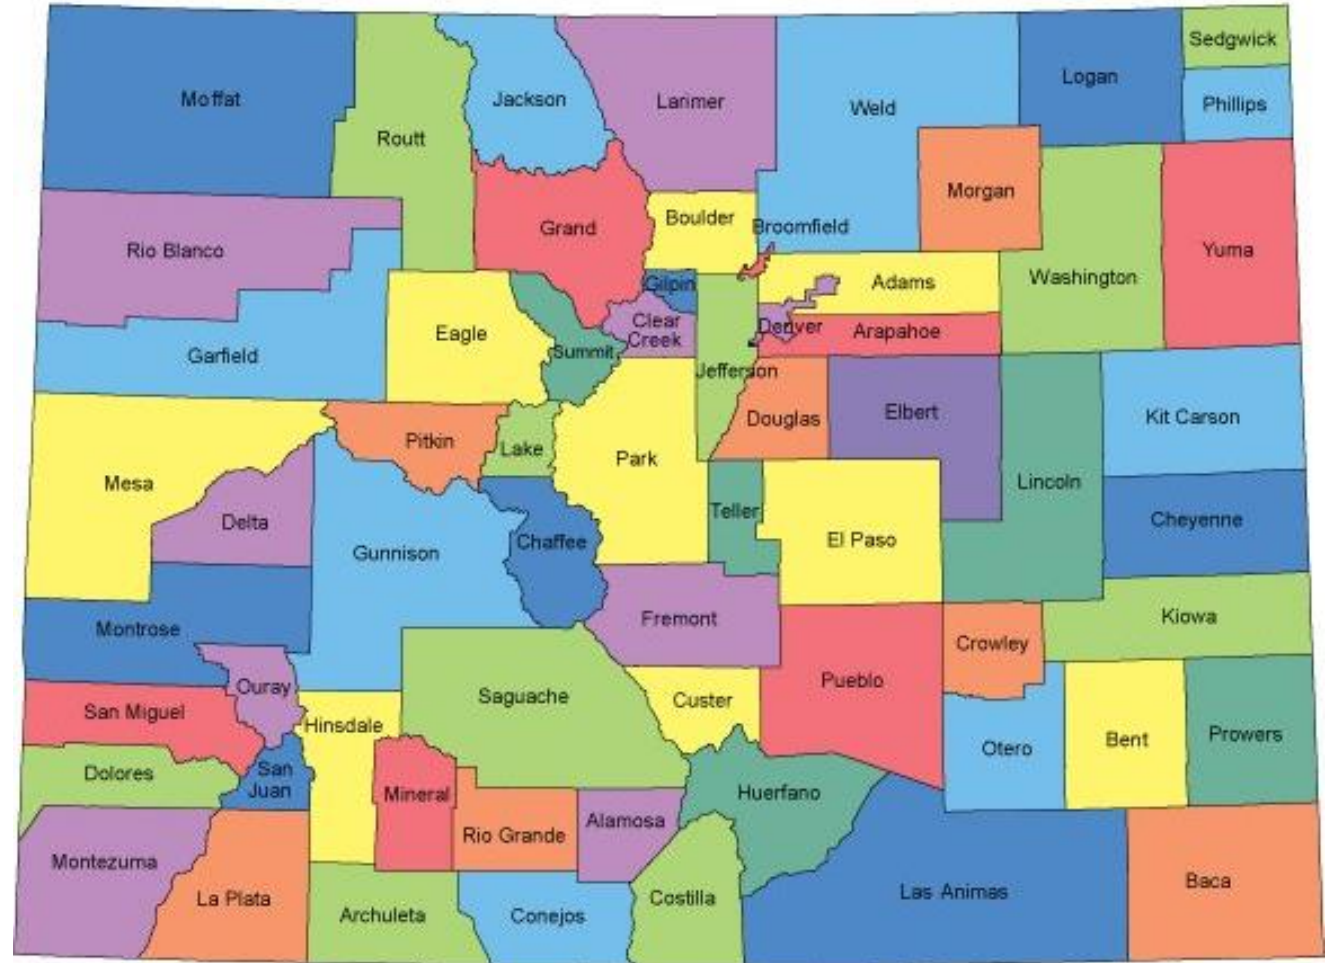 Sedgwick
Logan
Moffat
Jackson
Larimer
Weld
Phillips
Routt
Morgan
Boulder
Grand
Broomfield
Rio Blanco
Yuma
Washington
Gilpin
Adams
Clear
Creek
Denver
Arapahoe
Eagle
Summit
Garfield
Jefferson
Elbert
Douglas
Kit Carson
Pitkin
Lake
Park
Mesa
Lincoln
Teller
Delta
Cheyenne
Chaffee
El Paso
Gunnison
Kiowa
Fremont
Montrose
Crowley
Pueblo
Ouray
Saguache
Custer
San Miguel
Hinsdale
Prowers
Bent
Otero
San
Juan
Dolores
Mineral
Huerfano
Alamosa
Rio Grande
Montezuma
Baca
Las Animas
La Plata
Costilla
Archuleta
Conejos